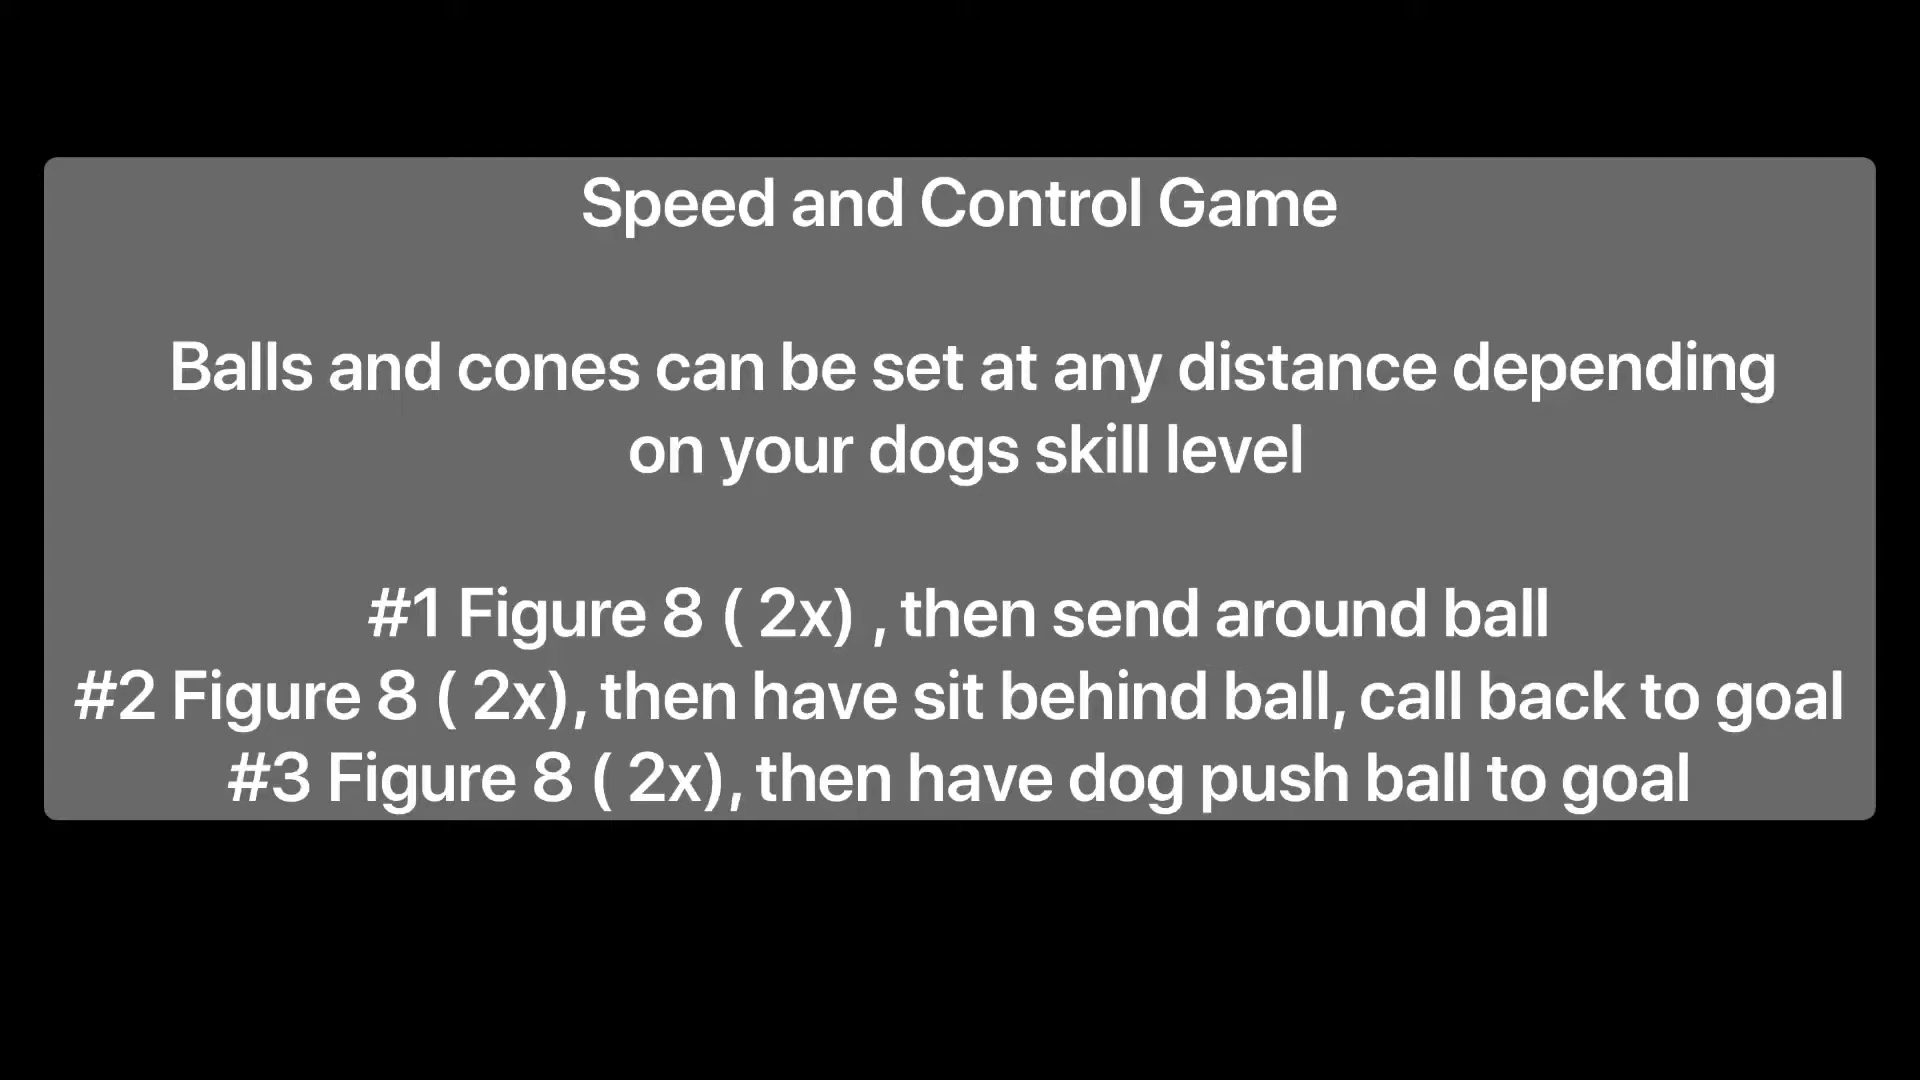 Speed and Control Game
Balls and cones can be set at any distance depending
on your dogs skill level
#1 Figure 8 ( 2x) , then send around ball
#2 Figure 8 ( 2x), then have sit behind ball, call back to goal
#3 Figure 8 ( 2x), then have dog push ball to goal